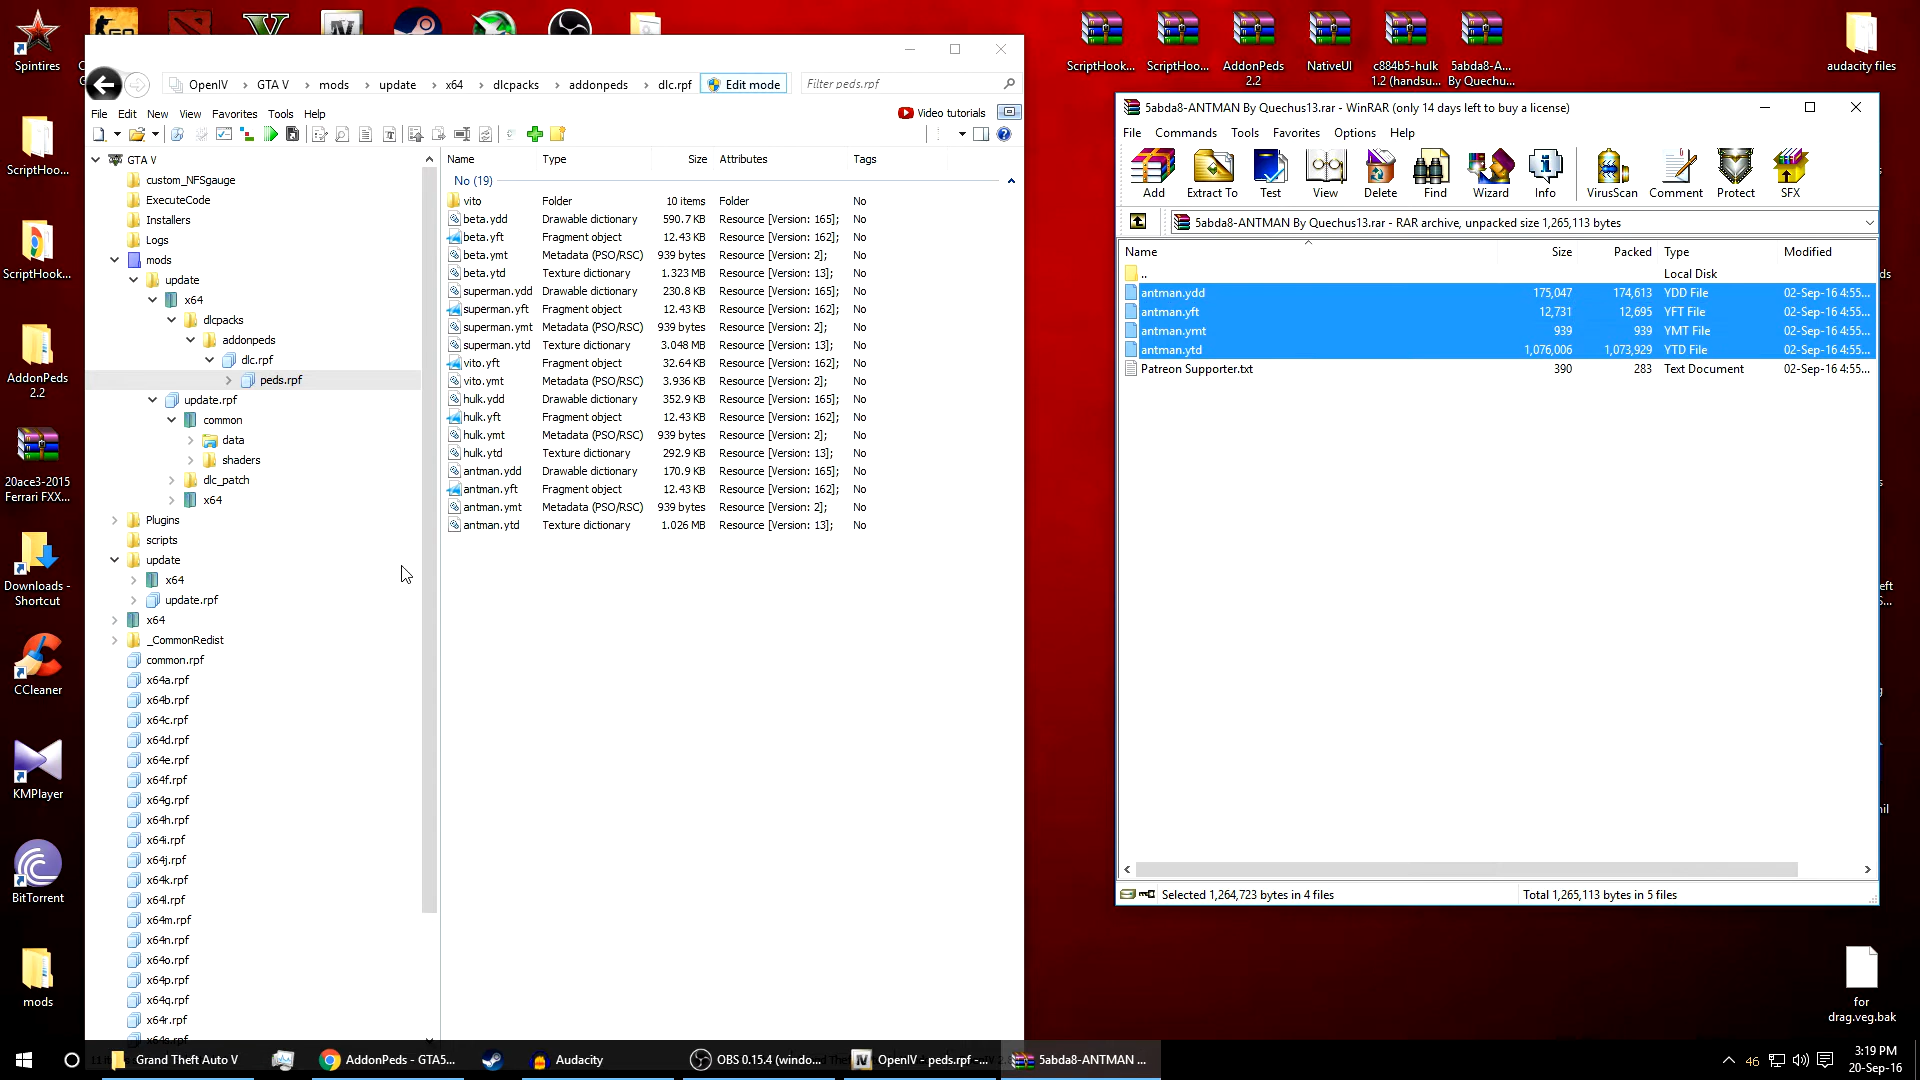 Spintires
ScriptHoo...
ScriptHook...
AddonPeds
2.2
20ace3-2015
Ferrari FXX...
Downloads -
Shortcut
CCleaner
KMPlayer
BitTorrent
mods
OpenIV
GTA V
mods
update
x64
dlcpacks
addonpeds
dlc.rpf
Edit mode
Filter peds.rpf
File Edit New View Favorites Tools Help
Video tutorials
GTA V
custom_NFSgauge
ExecuteCode
Installers
Logs
mods
update
x64
dlcpacks
addonpeds
dlc.rpf
peds.rpf
update.rpf
common
data
shaders
dlc_patch
x64
Plugins
scripts
update
x64
update.rpf
x64
_CommonRedist
common.rpf
x64a.rpf
x64b.rpf
x64c.rpf
x64d.rpf
x64e.rpf
x64f.rpf
x64g.rpf
x64h.rpf
x64i.rpf
x64j.rpf
x64k.rpf
x64l.rpf
x64m.rpf
x64n.rpf
x64o.rpf
x64p.rpf
x64q.rpf
x64r.rpf
Name Type Size Attributes Tags
No (19)
vito Folder 10 items Folder No
beta.ydd Drawable dictionary 590.7 KB Resource [Version: 165]; No
beta.yft Fragment object 12.43 KB Resource [Version: 162]; No
beta.ymt Metadata (PSO/RSC) 939 bytes Resource [Version: 2]; No
beta.ytd Texture dictionary 1.323 MB Resource [Version: 13]; No
superman.ydd Drawable dictionary 230.8 KB Resource [Version: 165]; No
superman.yft Fragment object 12.43 KB Resource [Version: 162]; No
superman.ymt Metadata (PSO/RSC) 939 bytes Resource [Version: 2]; No
superman.ytd Texture dictionary 3.048 MB Resource [Version: 13]; No
vito.yft Fragment object 32.64 KB Resource [Version: 162]; No
vito.ymt Metadata (PSO/RSC) 3.936 KB Resource [Version: 2]; No
hulk.ydd Drawable dictionary 352.9 KB Resource [Version: 165]; No
hulk.yft Fragment object 12.43 KB Resource [Version: 162]; No
hulk.ymt Metadata (PSO/RSC) 939 bytes Resource [Version: 2]; No
hulk.ytd Texture dictionary 292.9 KB Resource [Version: 13]; No
antman.ydd Drawable dictionary 170.9 KB Resource [Version: 165]; No
antman.yft Fragment object 12.43 KB Resource [Version: 162]; No
antman.ymt Metadata (PSO/RSC) 939 bytes Resource [Version: 2]; No
antman.ytd Texture dictionary 1.026 MB Resource [Version: 13]; No
ScriptHook...
ScriptHoo...
AddonPeds
2.2
NativeUI
c884b5-hulk
1.2 (handsu...
5abda8-A...
By Quechu...
audacity files
5abda8-ANTMAN By Quechus13.rar - WinRAR (only 14 days left to buy a license)
File Commands Tools Favorites Options Help
Add Extract To Test View Delete Find Wizard Info VirusScan Comment Protect SFX
5abda8-ANTMAN By Quechus13.rar - RAR archive, unpacked size 1,265,113 bytes
Name Size Packed Type Modified
.. Local Disk
antman.ydd 175,047 174,613 YDD File 02-Sep-16 4:55...
antman.yft 12,731 12,695 YFT File 02-Sep-16 4:55...
antman.ymt 939 939 YMT File 02-Sep-16 4:55...
antman.ytd 1,076,006 1,073,929 YTD File 02-Sep-16 4:55...
Patreon Supporter.txt 390 283 Text Document 02-Sep-16 4:55...
Selected 1,264,723 bytes in 4 files
Total 1,265,113 bytes in 5 files
for
drag.veg.bak
Grand Theft Auto V
AddonPeds - GTA5...
Audacity
OBS 0.15.4 (windo...
OpenIV - peds.rpf -...
5abda8-ANTMAN ...
46
3:19 PM
20-Sep-16